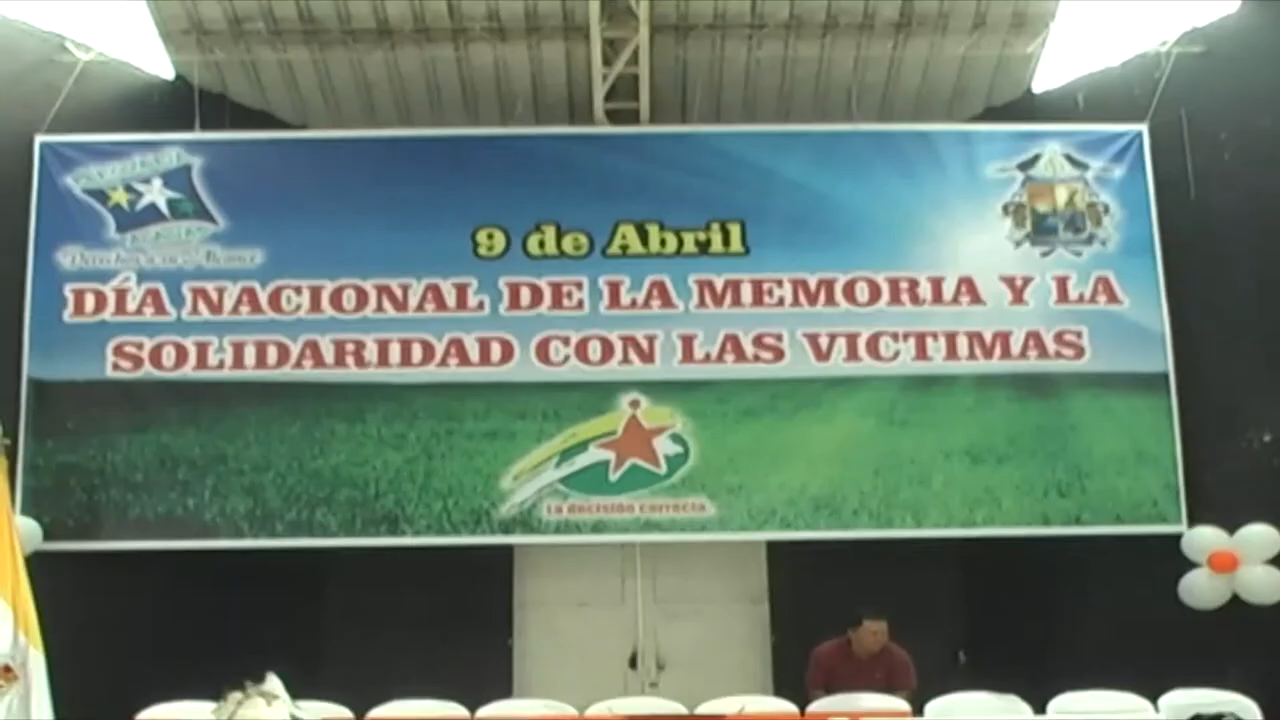 9 de Abril
DÍA NACIONAL DE LA MEMORIA Y LA
SOLIDARIDAD CON LAS VICTIMAS
La decisión correcta.